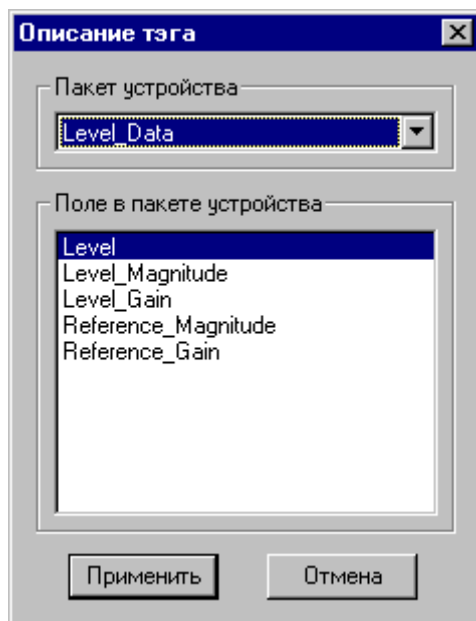 Описание тэга
Пакет устройства
Level_Data
Поле в пакете устройства
Level
Level_Magnitude
Level_Gain
Reference_Magnitude
Reference_Gain
Применить
Отмена